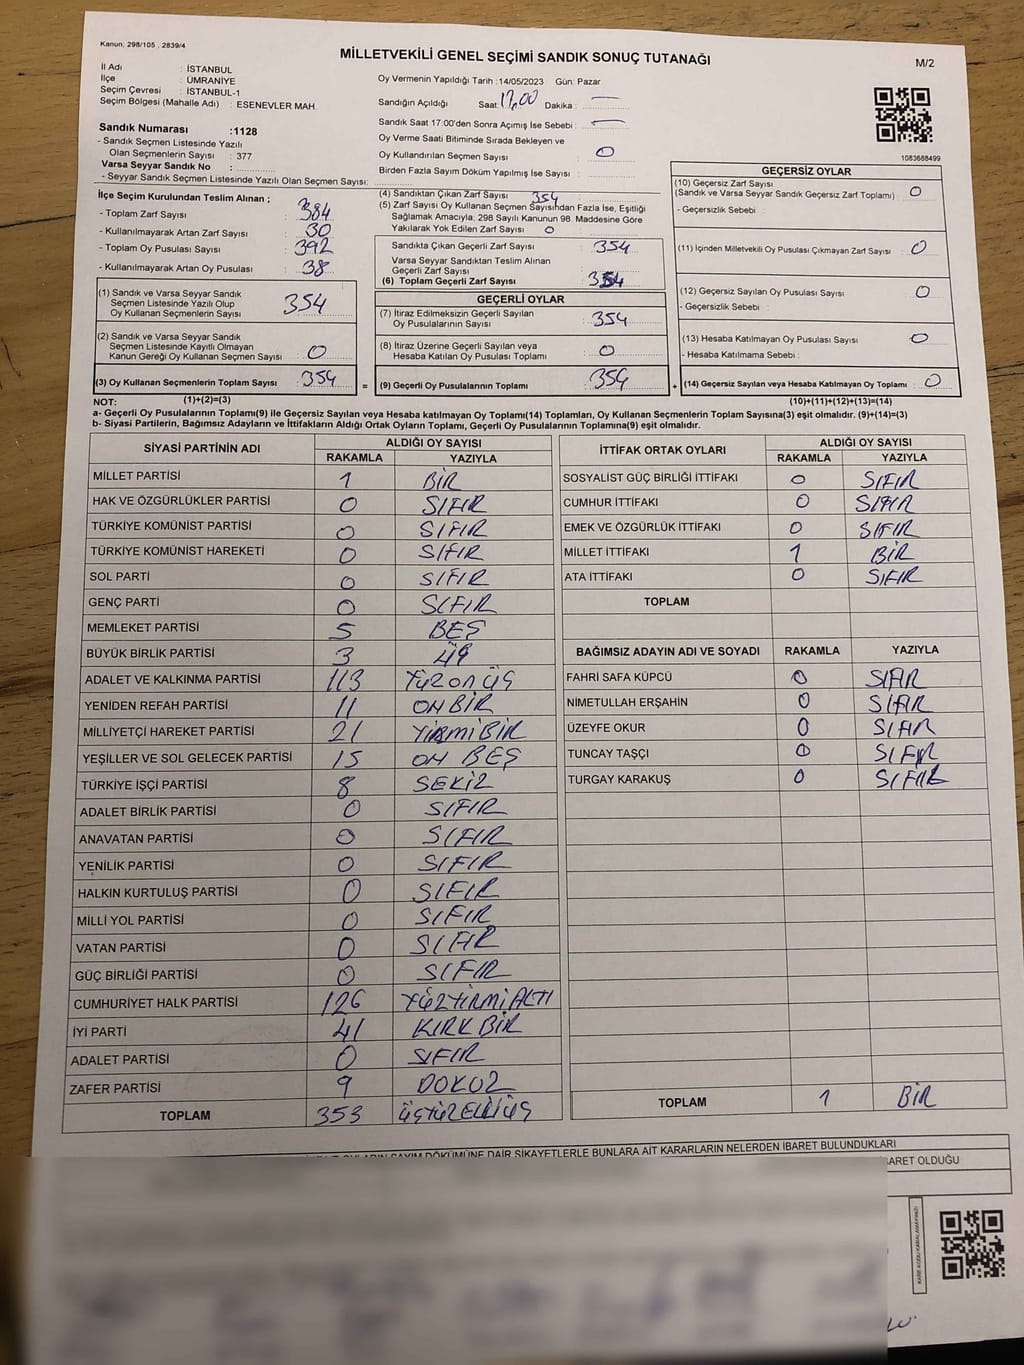 Kanun: 298/105 , 2839/4
MİLLETVEKİLİ GENEL SEÇİMİ SANDIK SONUÇ TUTANAĞI
M/2
İl Adı : İSTANBUL
İlçe : ÜMRANİYE
Seçim Çevresi : İSTANBUL-1
Seçim Bölgesi (Mahalle Adı) : ESENEVLER MAH.
Sandık Numarası :1128
- Sandık Seçmen Listesinde Yazılı
Olan Seçmenlerin Sayısı : 377
Varsa Seyyar Sandık No :
- Seyyar Sandık Seçmen Listesinde Yazılı Olan Seçmen Sayısı:
Oy Vermenin Yapıldığı Tarih :14/05/2023 Gün: Pazar
Sandığın Açıldığı Saat: 17,00 Dakika : —
Sandık Saat 17:00'den Sonra Açımış İse Sebebi : —
Oy Verme Saati Bitiminde Sırada Bekleyen ve
Oy Kullandırılan Seçmen Sayısı : 0
Birden Fazla Sayım Döküm Yapılmış İse Sayısı :
1083688499
İlçe Seçim Kurulundan Teslim Alınan ;
- Toplam Zarf Sayısı : 384
- Kullanılmayarak Artan Zarf Sayısı : 30
- Toplam Oy Pusulası Sayısı : 392
- Kullanılmayarak Artan Oy Pusulası : 38
(1) Sandık ve Varsa Seyyar Sandık
Seçmen Listesinde Yazılı Olup
Oy Kullanan Seçmenlerin Sayısı : 354
(2) Sandık ve Varsa Seyyar Sandık
Seçmen Listesinde Kayıtlı Olmayan
Kanun Gereği Oy Kullanan Seçmen Sayısı : 0
(3) Oy Kullanan Seçmenlerin Toplam Sayısı : 354
(1)+(2)=(3)
(4) Sandıktan Çıkan Zarf Sayısı : 354
(5) Zarf Sayısı Oy Kullanan Seçmen Sayısından Fazla İse, Eşitliği
Sağlamak Amacıyla, 298 Sayılı Kanunun 98. Maddesine Göre
Yakılarak Yok Edilen Zarf Sayısı : 0
Sandıkta Çıkan Geçerli Zarf Sayısı : 354
Varsa Seyyar Sandıktan Teslim Alınan
Geçerli Zarf Sayısı :
(6) Toplam Geçerli Zarf Sayısı : 354
GEÇERLİ OYLAR
(7) İtiraz Edilmeksizin Geçerli Sayılan
Oy Pusulalarının Sayısı : 354
(8) İtiraz Üzerine Geçerli Sayılan veya
Hesaba Katılan Oy Pusulası Toplamı : 0
= (9) Geçerli Oy Pusulalarının Toplamı : 354
GEÇERSİZ OYLAR
(10) Geçersiz Zarf Sayısı
(Sandık ve Varsa Seyyar Sandık Geçersiz Zarf Toplamı) : 0
- Geçersizlik Sebebi :
(11) İçinden Milletvekili Oy Pusulası Çıkmayan Zarf Sayısı : 0
(12) Geçersiz Sayılan Oy Pusulası Sayısı : 0
- Geçersizlik Sebebi :
(13) Hesaba Katılmayan Oy Pusulası Sayısı : 0
- Hesaba Katılmama Sebebi :
+ (14) Geçersiz Sayılan veya Hesaba Katılmayan Oy Toplamı : 0
(10)+(11)+(12)+(13)=(14)
NOT:
a- Geçerli Oy Pusulalarının Toplamı(9) ile Geçersiz Sayılan veya Hesaba katılmayan Oy Toplamı(14) Toplamları, Oy Kullanan Seçmenlerin Toplam Sayısına(3) eşit olmalıdır. (9)+(14)=(3)
b- Siyasi Partilerin, Bağımsız Adayların ve İttifakların Aldığı Ortak Oyların Toplamı, Geçerli Oy Pusulalarının Toplamına(9) eşit olmalıdır.
SİYASİ PARTİNİN ADI ALDIĞI OY SAYISI
RAKAMLA YAZIYLA
MİLLET PARTİSİ 1 BİR
HAK VE ÖZGÜRLÜKLER PARTİSİ 0 SIFIR
TÜRKİYE KOMÜNİST PARTİSİ 0 SIFIR
TÜRKİYE KOMÜNİST HAREKETİ 0 SIFIR
SOL PARTİ 0 SIFIR
GENÇ PARTİ 0 SIFIR
MEMLEKET PARTİSİ 5 BEŞ
BÜYÜK BİRLİK PARTİSİ 3 ÜÇ
ADALET VE KALKINMA PARTİSİ 113 YÜZ ON ÜÇ
YENİDEN REFAH PARTİSİ 11 ON BİR
MİLLİYETÇİ HAREKET PARTİSİ 21 YİRMİ BİR
YEŞİLLER VE SOL GELECEK PARTİSİ 15 ON BEŞ
TÜRKİYE İŞÇİ PARTİSİ 8 SEKİZ
ADALET BİRLİK PARTİSİ 0 SIFIR
ANAVATAN PARTİSİ 0 SIFIR
YENİLİK PARTİSİ 0 SIFIR
HALKIN KURTULUŞ PARTİSİ 0 SIFIR
MİLLİ YOL PARTİSİ 0 SIFIR
VATAN PARTİSİ 0 SIFIR
GÜÇ BİRLİĞİ PARTİSİ 0 SIFIR
CUMHURİYET HALK PARTİSİ 126 YÜZYİRMİ ALTI
İYİ PARTİ 41 KIRK BİR
ADALET PARTİSİ 0 SIFIR
ZAFER PARTİSİ 9 DOKUZ
TOPLAM 353 ÜÇYÜZELLİÜÇ
İTTİFAK ORTAK OYLARI ALDIĞI OY SAYISI
RAKAMLA YAZIYLA
SOSYALIST GÜÇ BİRLİĞİ İTTİFAKI 0 SIFIR
CUMHUR İTTİFAKI 0 SIFIR
EMEK VE ÖZGÜRLÜK İTTİFAKI 0 SIFIR
MİLLET İTTİFAKI 1 BİR
ATA İTTİFAKI 0 SIFIR
TOPLAM
BAĞIMSIZ ADAYIN ADI VE SOYADI RAKAMLA YAZIYLA
FAHRİ SAFA KÜPCÜ 0 SIFIR
NİMETULLAH ERŞAHİN 0 SIFIR
ÜZEYFE OKUR 0 SIFIR
TUNCAY TAŞÇI 0 SIFIR
TURGAY KARAKUŞ 0 SIFIR
TOPLAM 1 BİR
OYLARIN SAYIM DÖKÜMÜNE DAİR ŞİKAYETLERLE BUNLARA AİT KARARLARIN NELERDEN İBARET BULUNDUKLARI
BARET OLDUĞU
KARE KODU KARALAMAYINIZ!